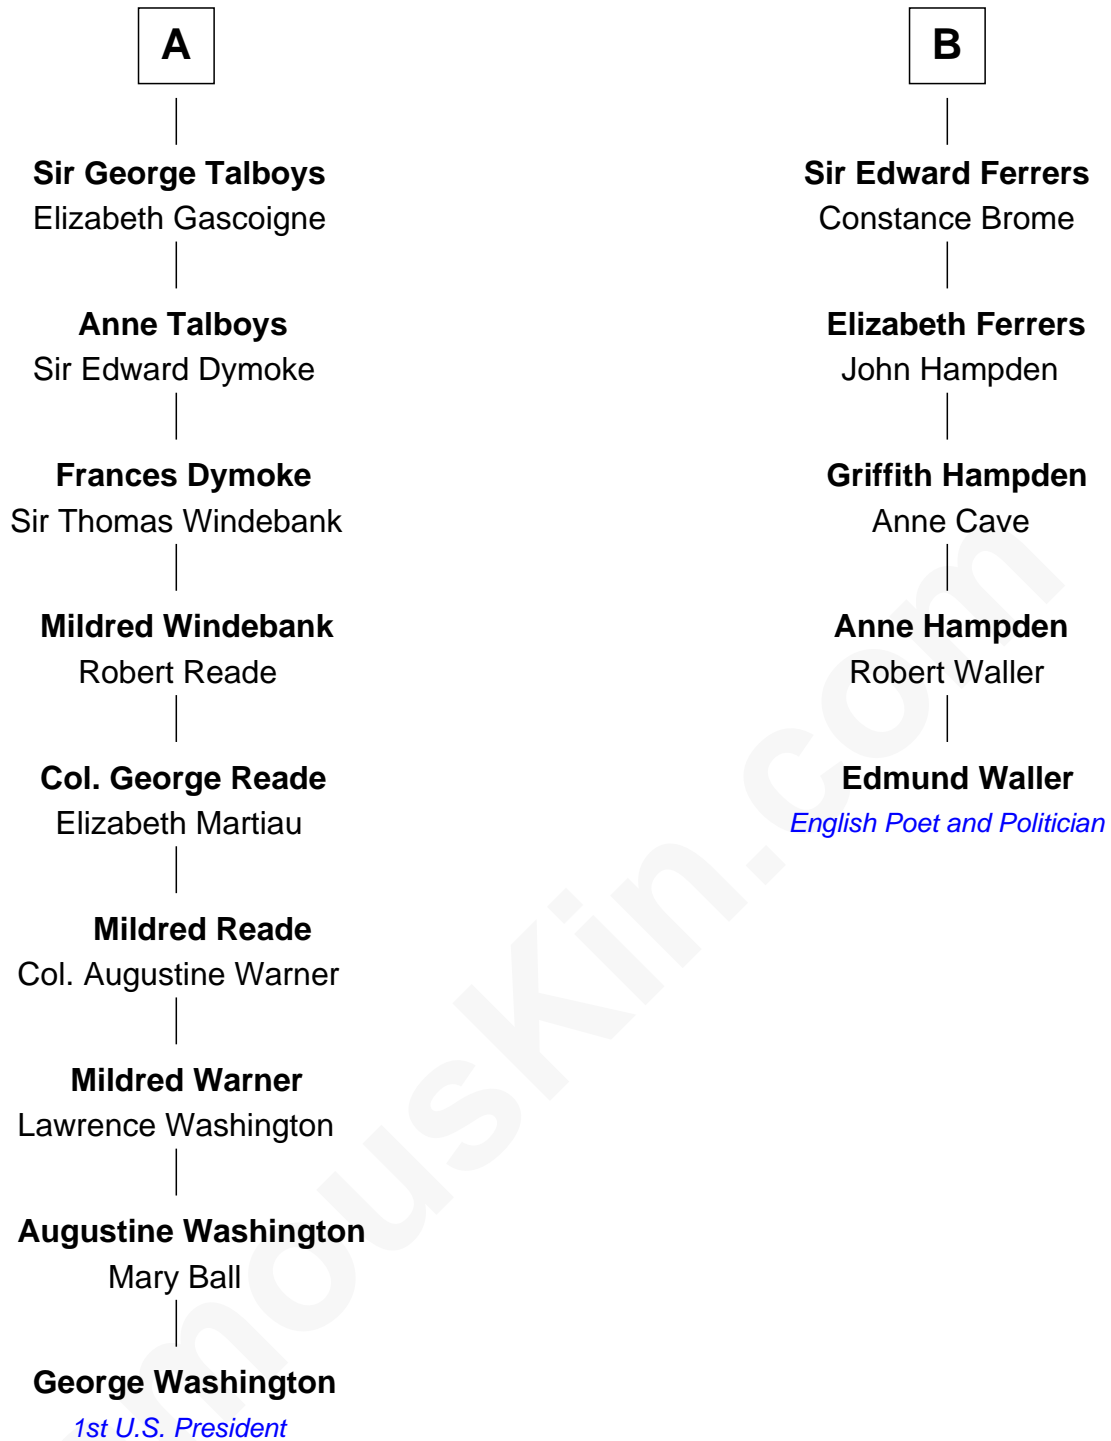 A
Sir George Talboys
Elizabeth Gascoigne
Anne Talboys
Sir Edward Dymoke
Frances Dymoke
Sir Thomas Windebank
Mildred Windebank
Robert Reade
Col. George Reade
Elizabeth Martiau
Mildred Reade
Col. Augustine Warner
Mildred Warner
Lawrence Washington
Augustine Washington
Mary Ball
George Washington
1st U.S. President
B
Sir Edward Ferrers
Constance Brome
Elizabeth Ferrers
John Hampden
Griffith Hampden
Anne Cave
Anne Hampden
Robert Waller
Edmund Waller
English Poet and Politician
mousKin.com